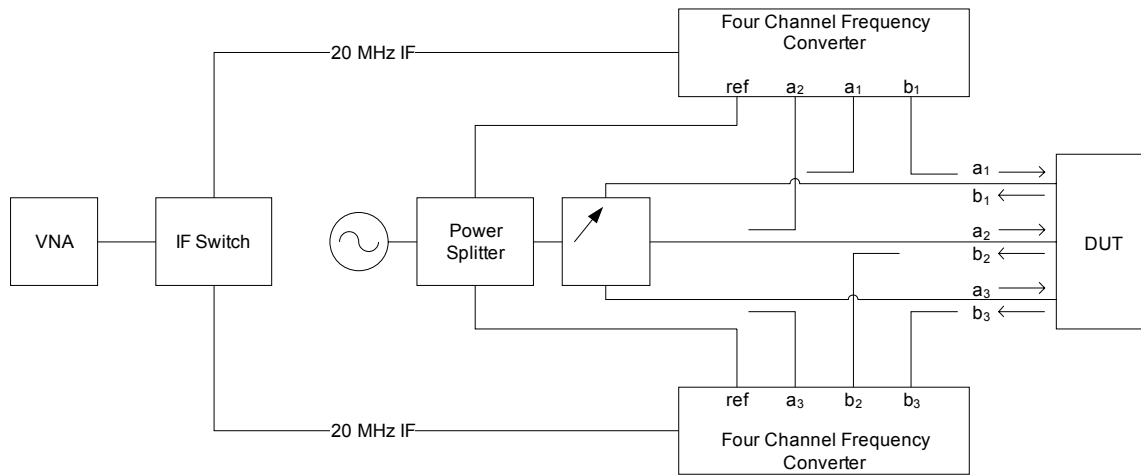 Four Channel Frequency
Converter
20 MHz IF
ref a₂ a₁ b₁
a₁
b₁
VNA
IF Switch
Power
Splitter
a₂
b₂
DUT
a₃
b₃
ref a₃ b₂ b₃
20 MHz IF
Four Channel Frequency
Converter